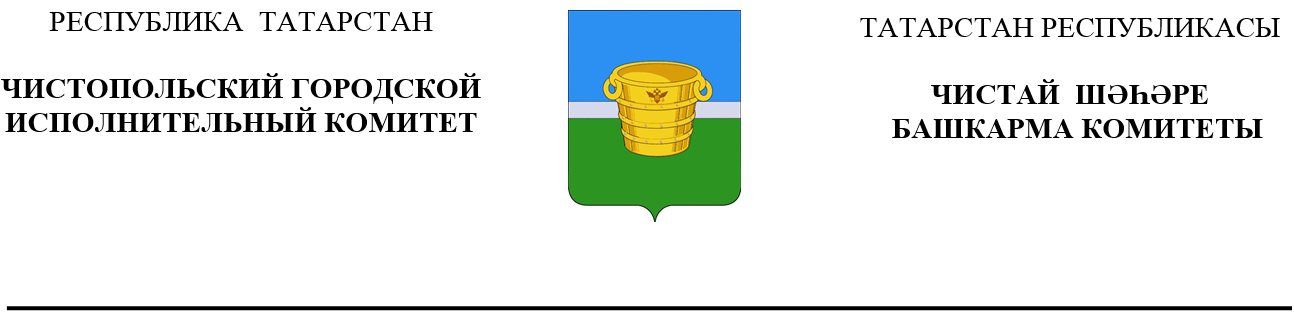 РЕСПУБЛИКА ТАТАРСТАН
ЧИСТОПОЛЬСКИЙ ГОРОДСКОЙ
ИСПОЛНИТЕЛЬНЫЙ КОМИТЕТ
ТАТАРСТАН РЕСПУБЛИКАСЫ
ЧИСТАЙ ШӘҺӘРЕ
БАШКАРМА КОМИТЕТЫ